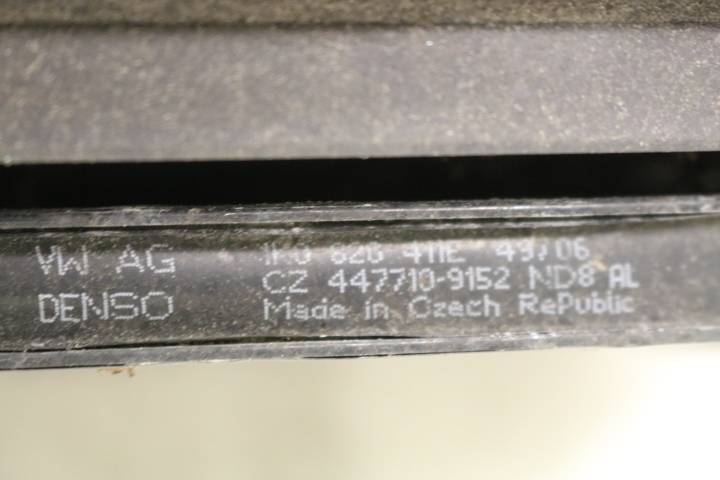 VW AG 1K0 820 411E 49/06
DENSO CZ 447710-9152 ND8 AL
Made in Czech RePublic